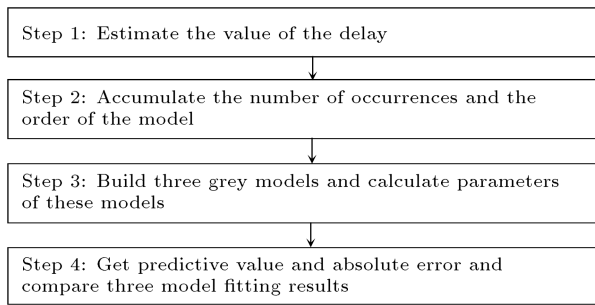 Step 1: Estimate the value of the delay
Step 2: Accumulate the number of occurrences and the
order of the model
Step 3: Build three grey models and calculate parameters
of these models
Step 4: Get predictive value and absolute error and
compare three model fitting results